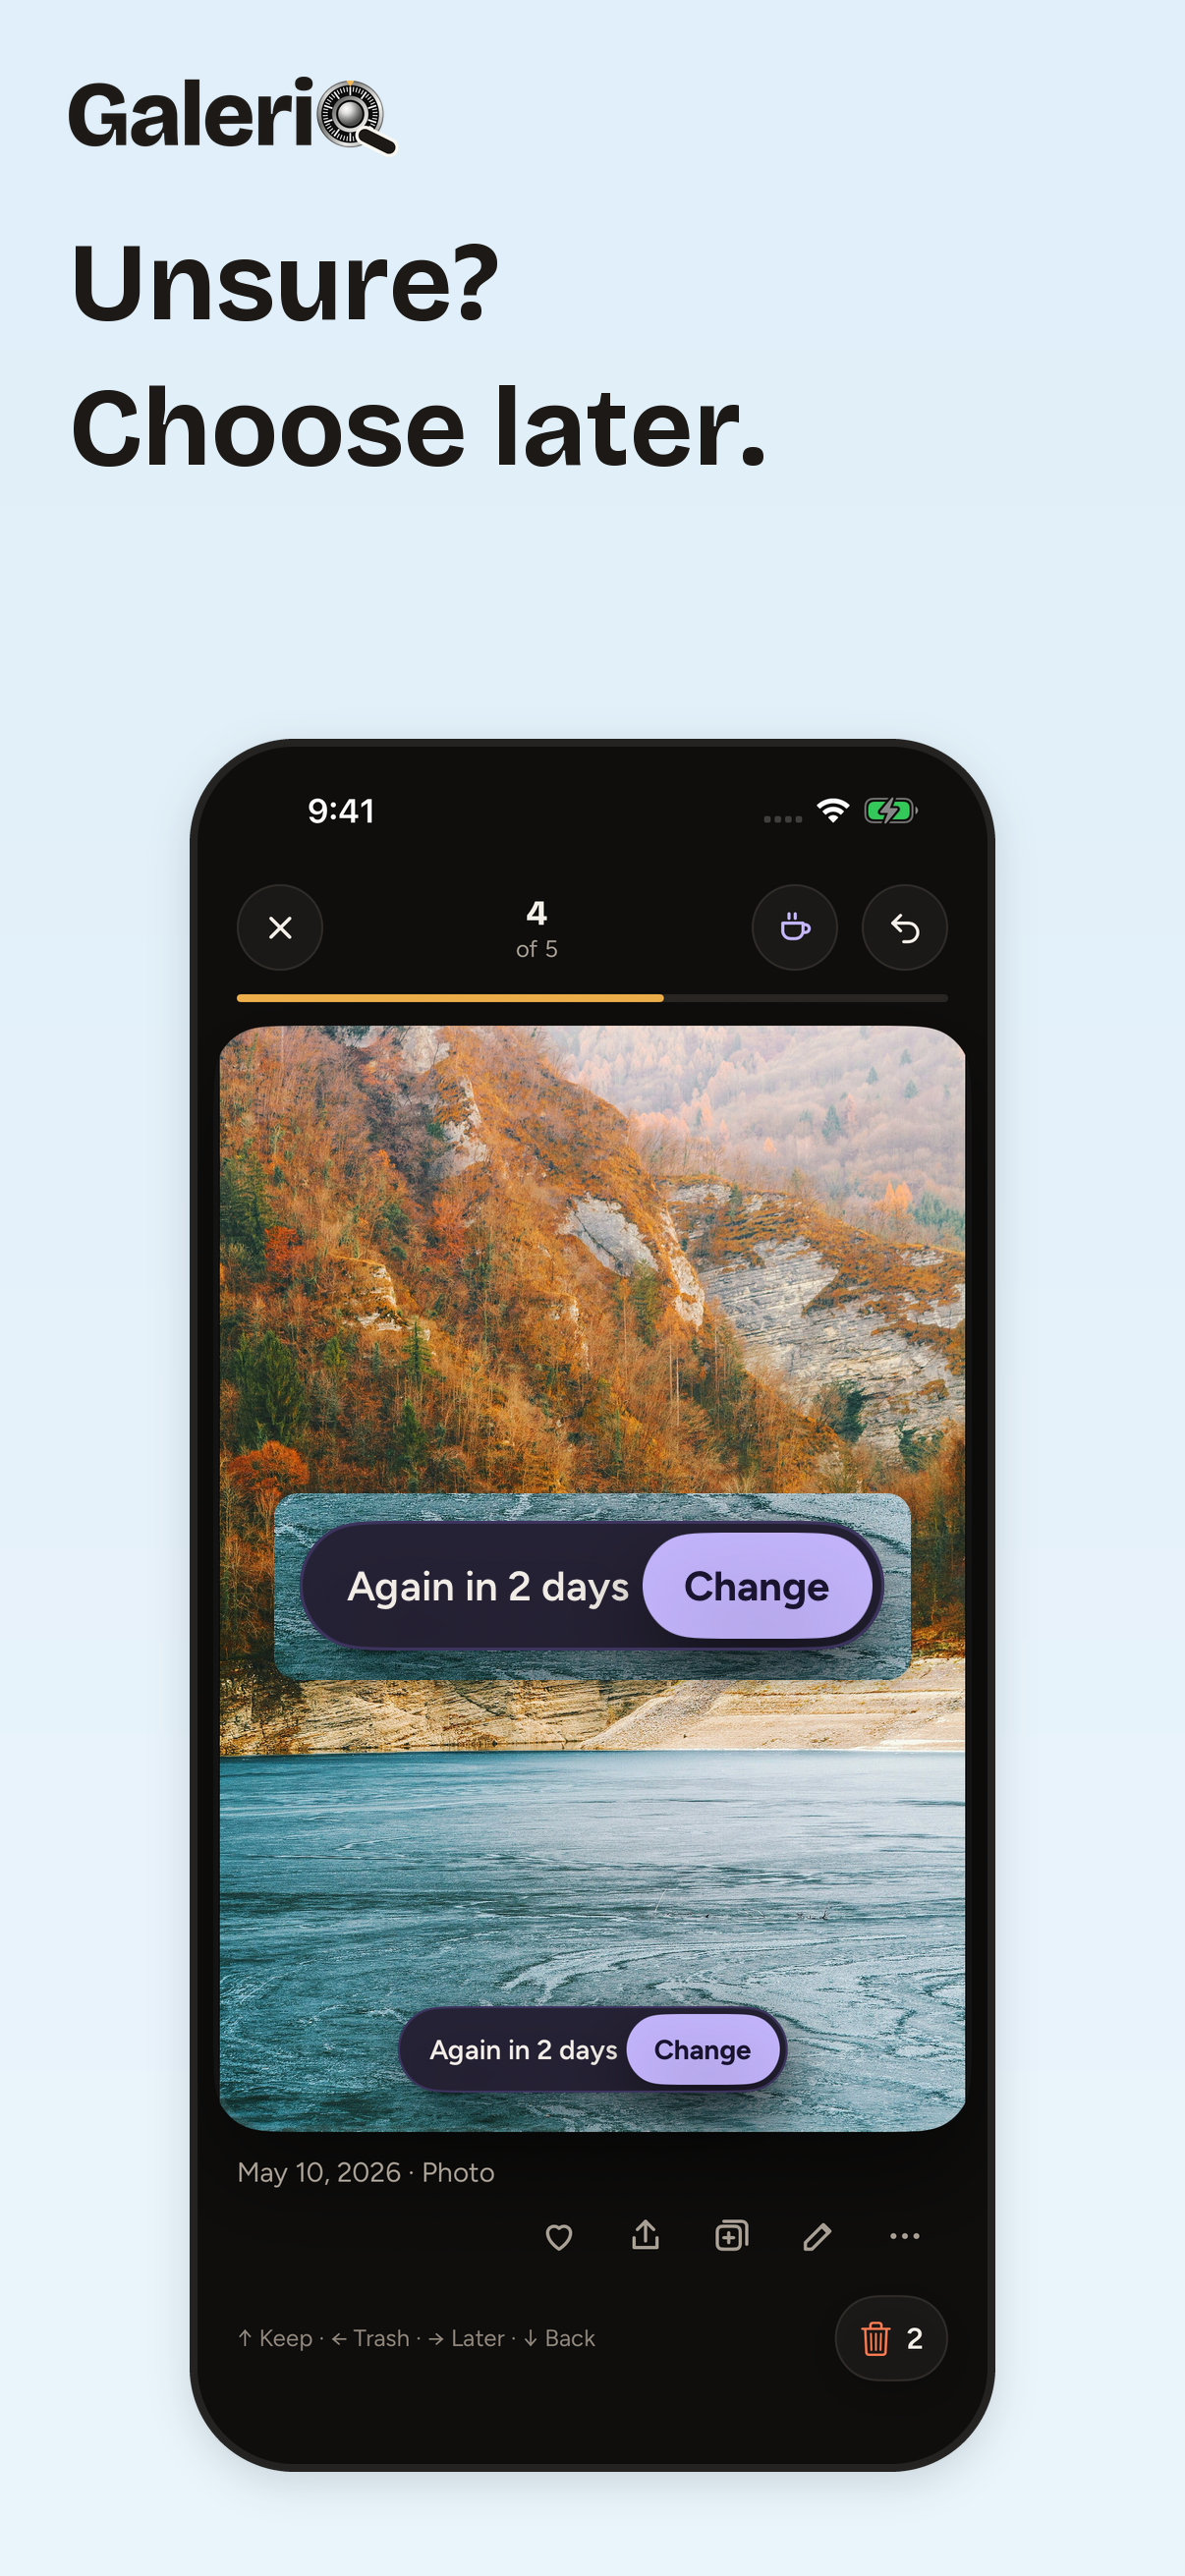 GaleriQ
Unsure?
Choose later.
9:41
4
of 5
Again in 2 days Change
Again in 2 days Change
May 10, 2026 · Photo
↑ Keep · ← Trash · → Later · ↓ Back
2